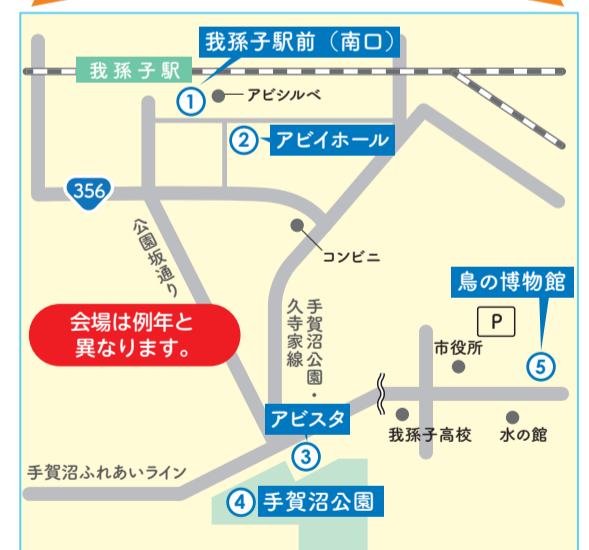 我孫子駅前（南口）
我孫子駅
①
アビシルベ
②
アビイホール
356
公園坂通り
コンビニ
鳥の博物館
P
会場は例年と
異なります。
手賀沼公園・
久寺家線
市役所
⑤
アビスタ
③
我孫子高校
水の館
手賀沼ふれあいライン
④
手賀沼公園